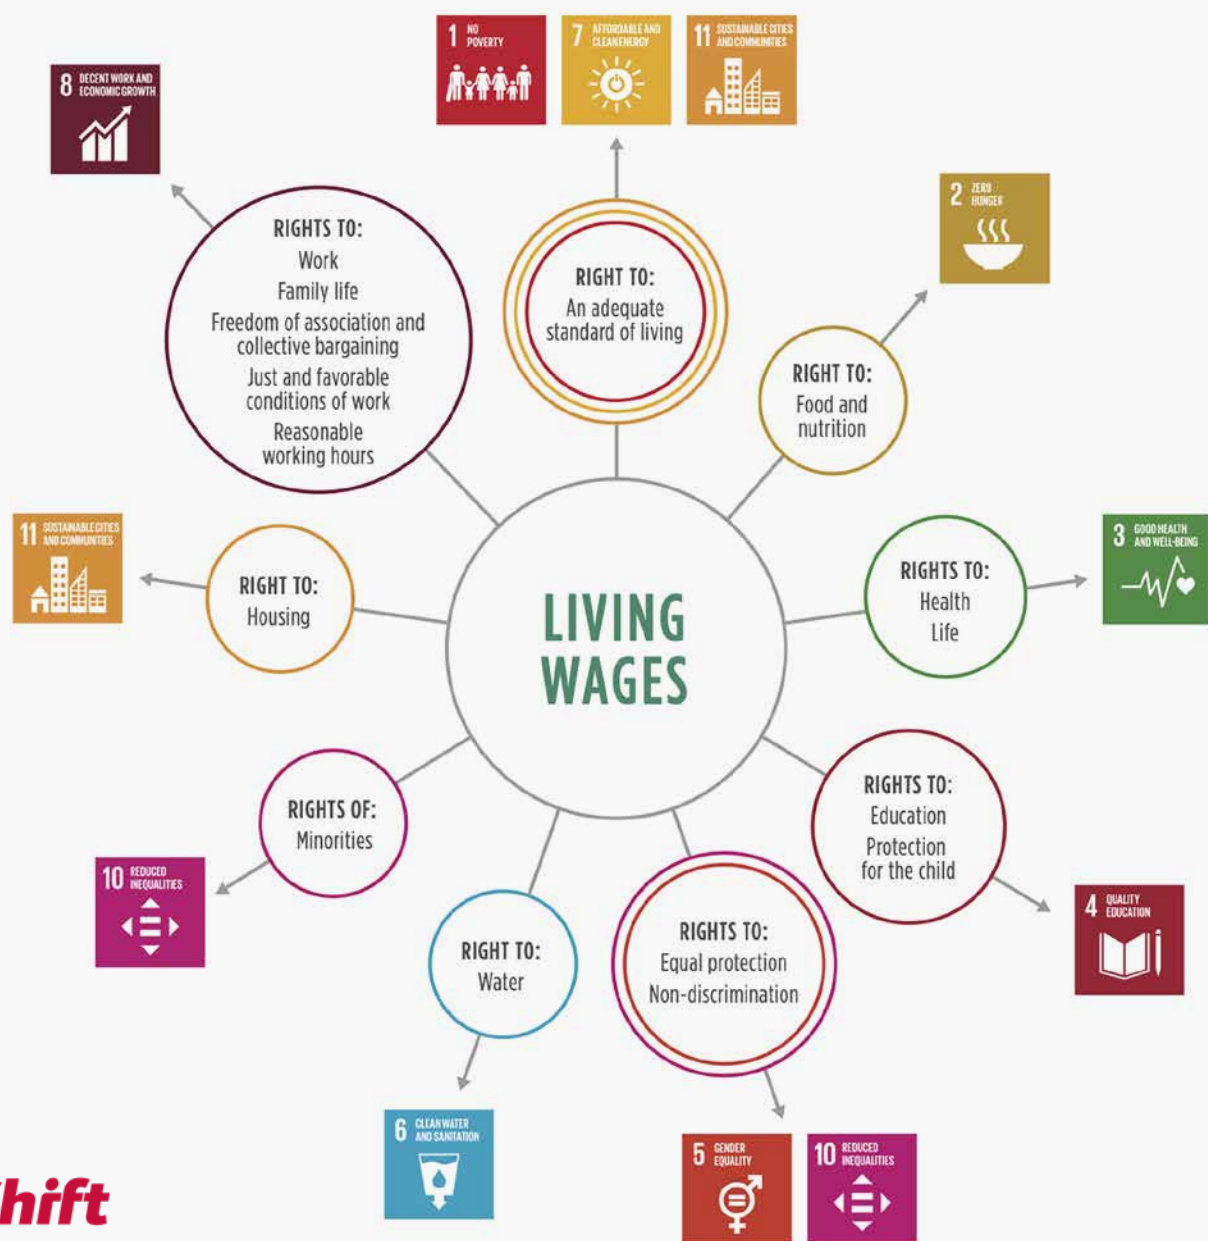 1 NO
POVERTY
7 AFFORDABLE AND
CLEAN ENERGY
11 SUSTAINABLE CITIES
AND COMMUNITIES
8 DECENT WORK AND
ECONOMIC GROWTH
2 ZERO
HUNGER
RIGHTS TO:
Work
Family life
Freedom of association and
collective bargaining
Just and favorable
conditions of work
Reasonable
working hours
RIGHT TO:
An adequate
standard of living
RIGHT TO:
Food and
nutrition
11 SUSTAINABLE CITIES
AND COMMUNITIES
RIGHT TO:
Housing
LIVING
WAGES
RIGHTS TO:
Health
Life
3 GOOD HEALTH
AND WELL-BEING
RIGHTS OF:
Minorities
10 REDUCED
INEQUALITIES
RIGHTS TO:
Education
Protection
for the child
4 QUALITY
EDUCATION
RIGHT TO:
Water
RIGHTS TO:
Equal protection
Non-discrimination
6 CLEAN WATER
AND SANITATION
5 GENDER
EQUALITY
10 REDUCED
INEQUALITIES
hift